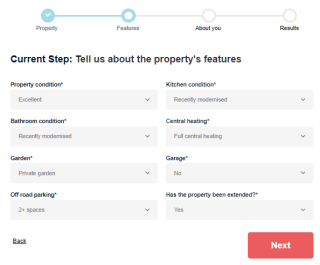 Property Features About you Results
Current Step: Tell us about the property's features
Property condition* Kitchen condition*
Excellent Recently modernised
Bathroom condition* Central heating*
Recently modernised Full central heating
Garden* Garage*
Private garden No
Off road parking* Has the property been extended?*
2+ spaces Yes
Back Next